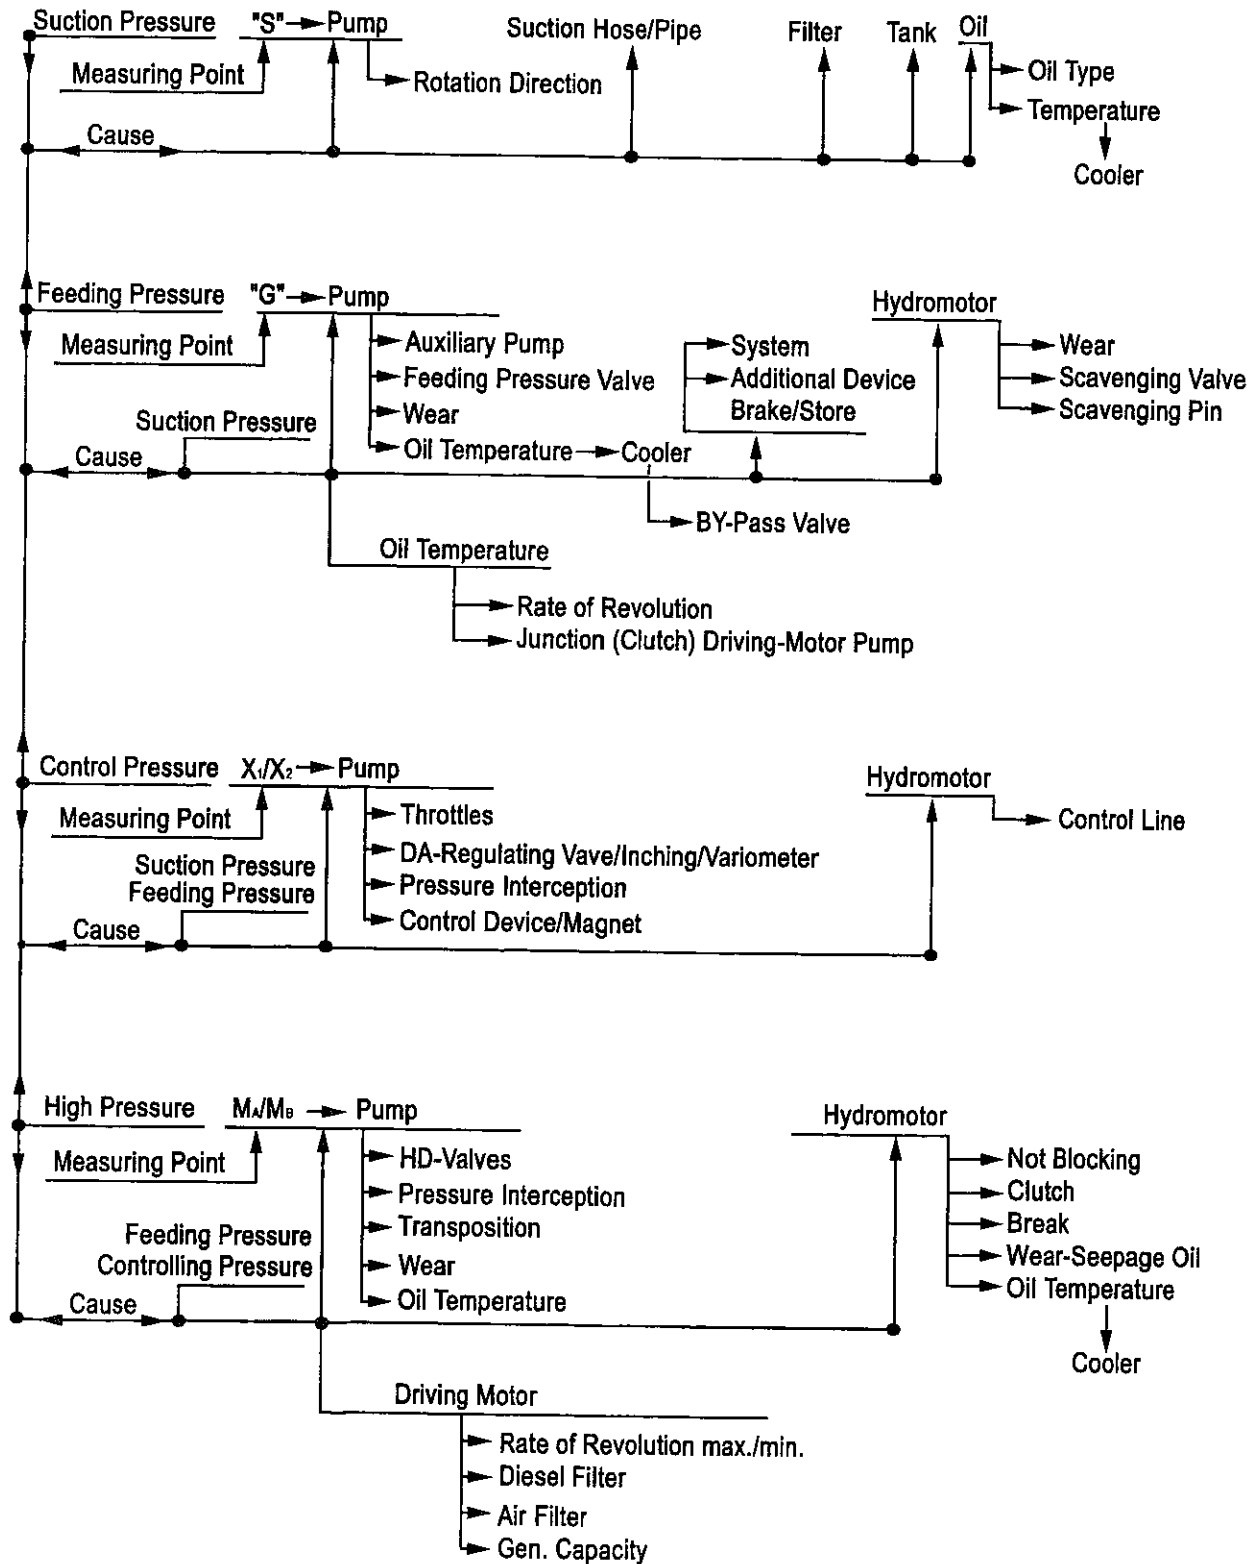 Suction Pressure "S" Pump Suction Hose/Pipe Filter Tank Oil
Measuring Point Rotation Direction Oil Type
Temperature
Cause
Cooler
Feeding Pressure "G" Pump Hydromotor
Measuring Point Auxiliary Pump System Wear
Feeding Pressure Valve Additional Device Scavenging Valve
Wear Brake/Store Scavenging Pin
Suction Pressure
Oil Temperature Cooler
Cause
BY-Pass Valve
Oil Temperature
Rate of Revolution
Junction (Clutch) Driving-Motor Pump
Control Pressure X1/X2 Pump Hydromotor
Measuring Point Throttles Control Line
DA-Regulating Vave/Inching/Variometer
Suction Pressure
Feeding Pressure Pressure Interception
Control Device/Magnet
Cause
High Pressure MA/MB Pump Hydromotor
Measuring Point HD-Valves Not Blocking
Pressure Interception Clutch
Feeding Pressure Transposition Break
Controlling Pressure Wear Wear-Seepage Oil
Cause Oil Temperature Oil Temperature
Cooler
Driving Motor
Rate of Revolution max./min.
Diesel Filter
Air Filter
Gen. Capacity